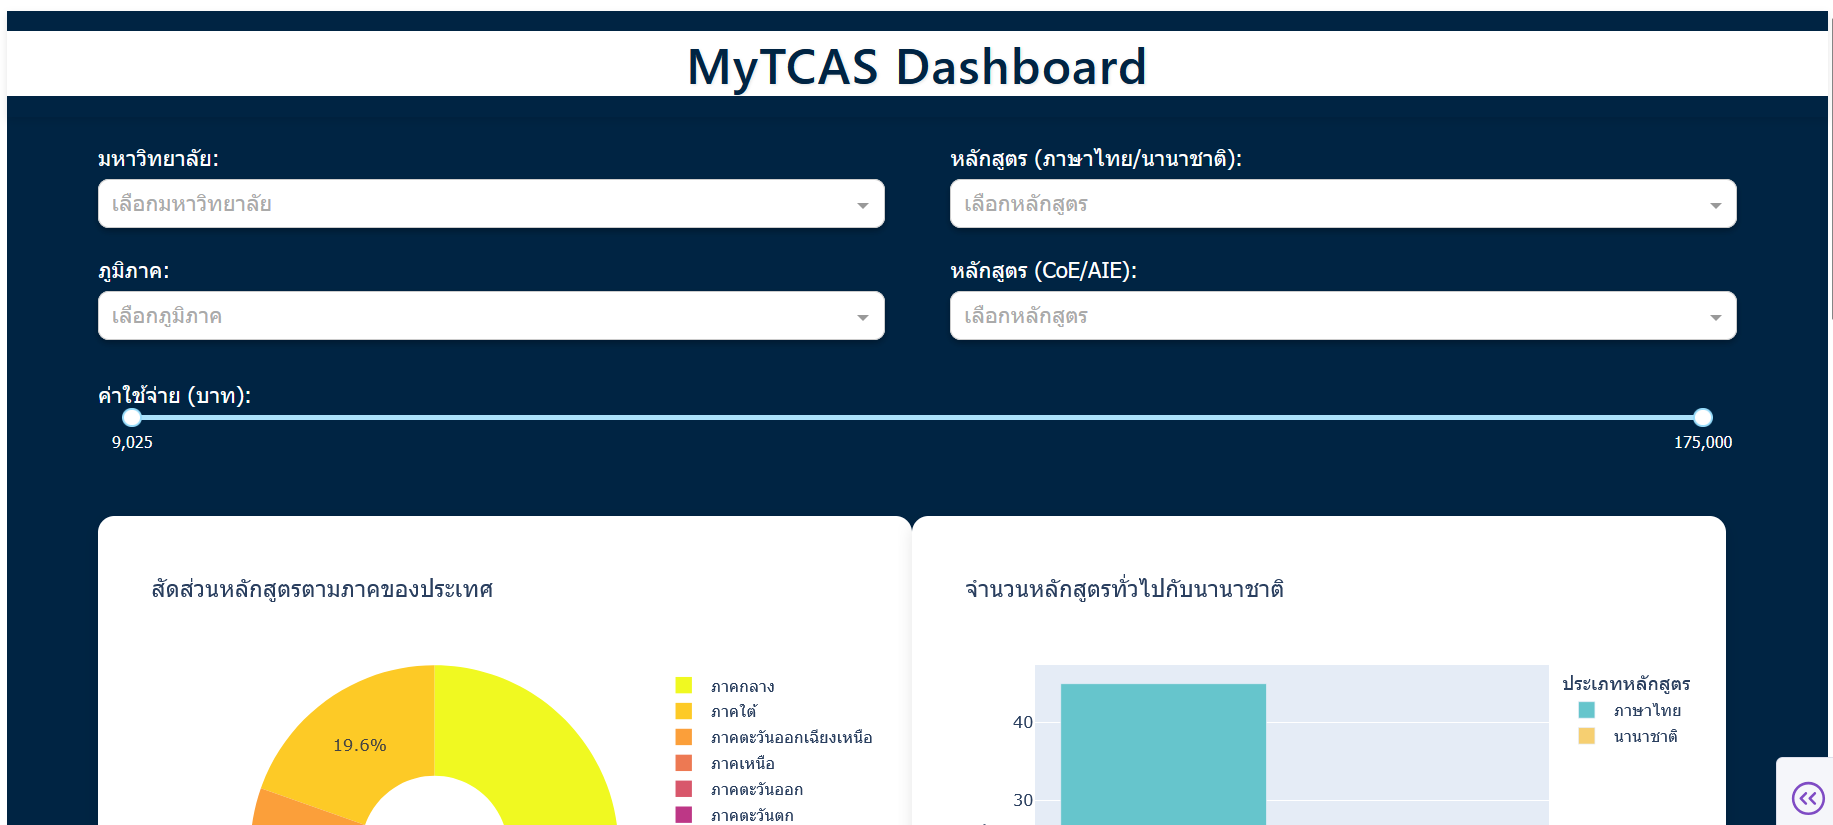 MyTCAS Dashboard
มหาวิทยาลัย:
เลือกมหาวิทยาลัย
หลักสูตร (ภาษาไทย/นานาชาติ):
เลือกหลักสูตร
ภูมิภาค:
เลือกภูมิภาค
หลักสูตร (CoE/AIE):
เลือกหลักสูตร
ค่าใช้จ่าย (บาท):
9,025
175,000
สัดส่วนหลักสูตรตามภาคของประเทศ
19.6%
ภาคกลาง
ภาคใต้
ภาคตะวันออกเฉียงเหนือ
ภาคเหนือ
ภาคตะวันออก
ภาคตะวันตก
จำนวนหลักสูตรทั่วไปกับนานาชาติ
40
30
ประเภทหลักสูตร
ภาษาไทย
นานาชาติ